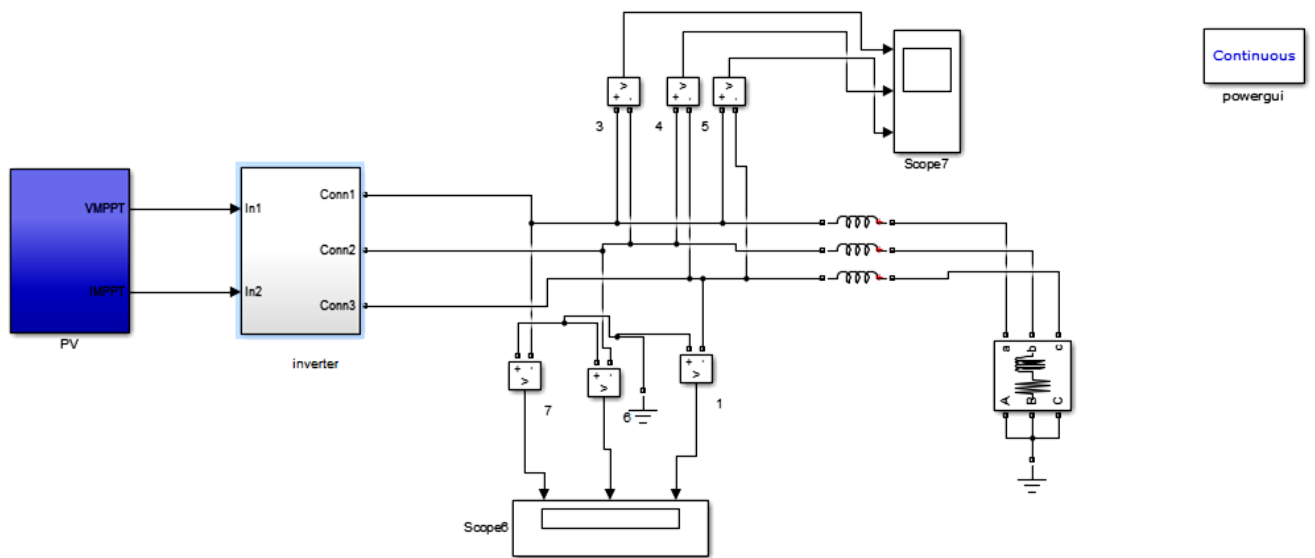 Continuous
powergui
3
4
5
Scope7
VMPPT
IMPPT
PV
In1
In2
Conn1
Conn2
Conn3
inverter
+ -
v
+ -
v
+ -
v
+ -
v
+ -
v
+ -
v
7
6
1
Scope6
a
b
c
A
B
C